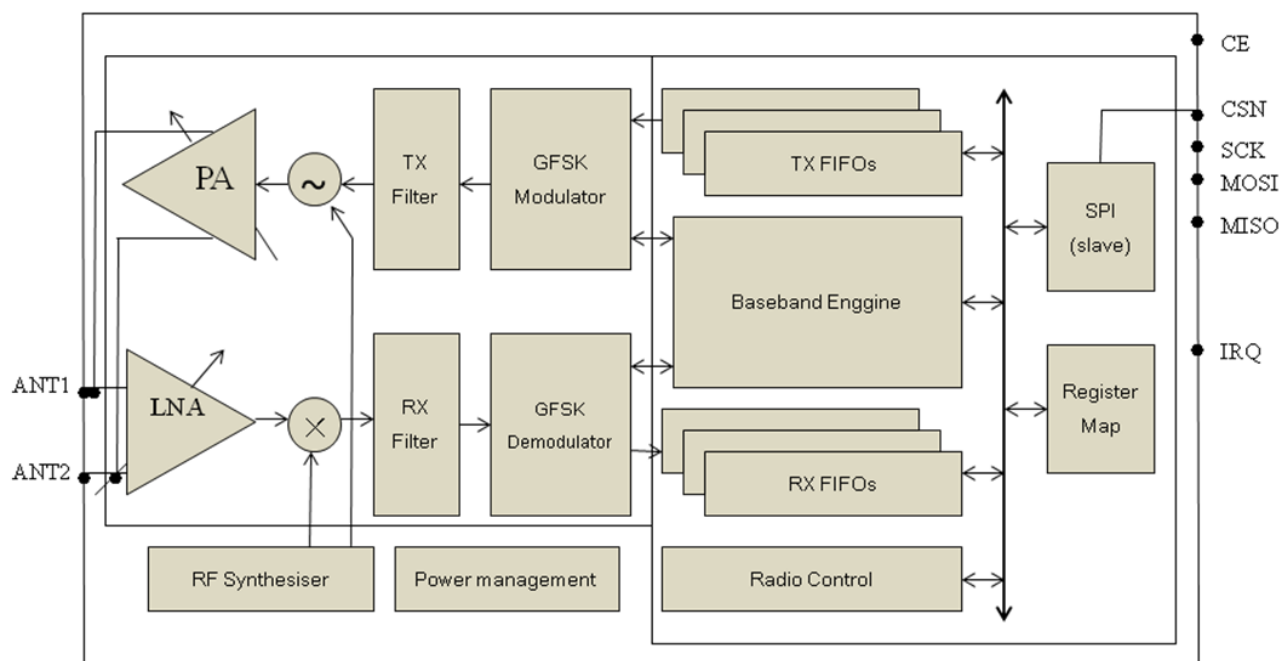 CE
CSN
SCK
MOSI
MISO
IRQ
PA
~
TX
Filter
GFSK
Modulator
TX FIFOs
SPI
(slave)
Baseband Enggine
ANT1
ANT2
LNA
×
RX
Filter
GFSK
Demodulator
RX FIFOs
Register
Map
RF Synthesiser
Power management
Radio Control